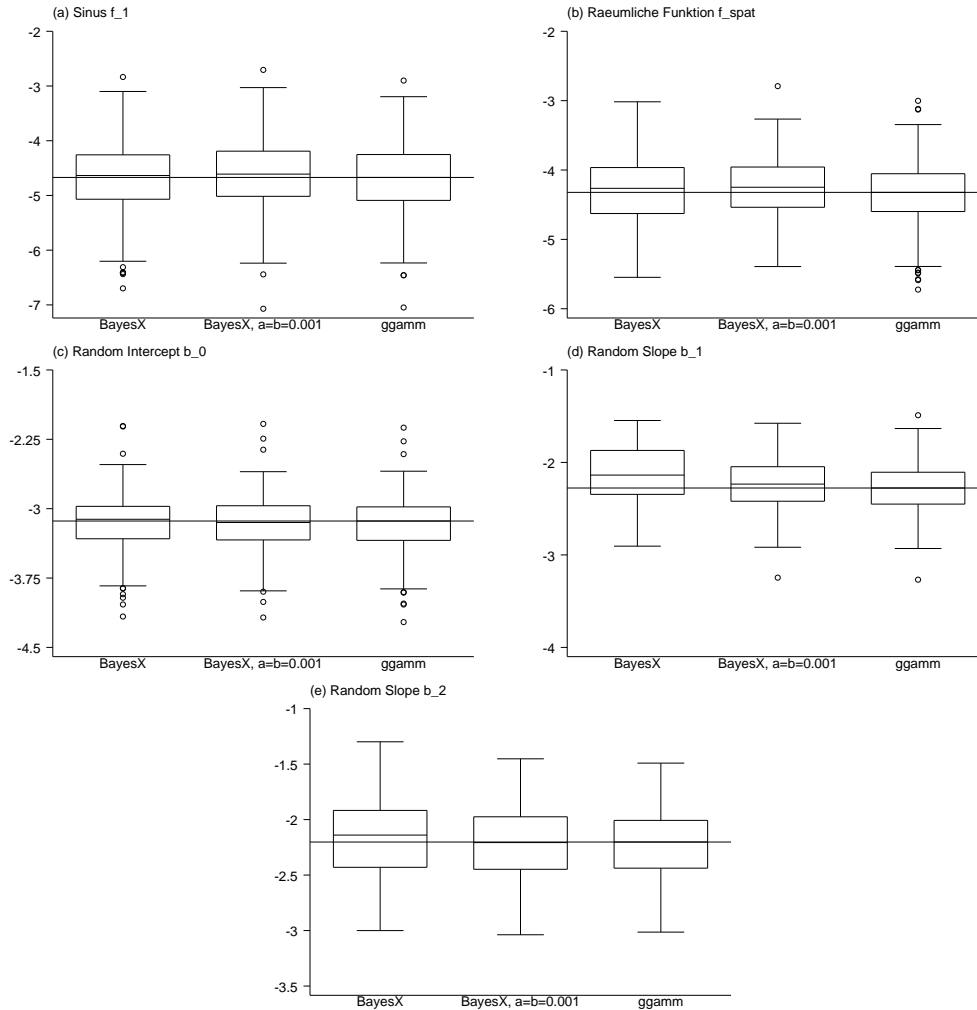 (a) Sinus f_1
-2
-3
-4
-5
-6
-7
BayesX
BayesX, a=b=0.001
ggamm
(b) Raeumliche Funktion f_spat
-2
-3
-4
-5
-6
BayesX
BayesX, a=b=0.001
ggamm
(c) Random Intercept b_0
-1.5
-2.25
-3
-3.75
-4.5
BayesX
BayesX, a=b=0.001
ggamm
(d) Random Slope b_1
-1
-2
-3
-4
BayesX
BayesX, a=b=0.001
ggamm
(e) Random Slope b_2
-1
-1.5
-2
-2.5
-3
-3.5
BayesX
BayesX, a=b=0.001
ggamm